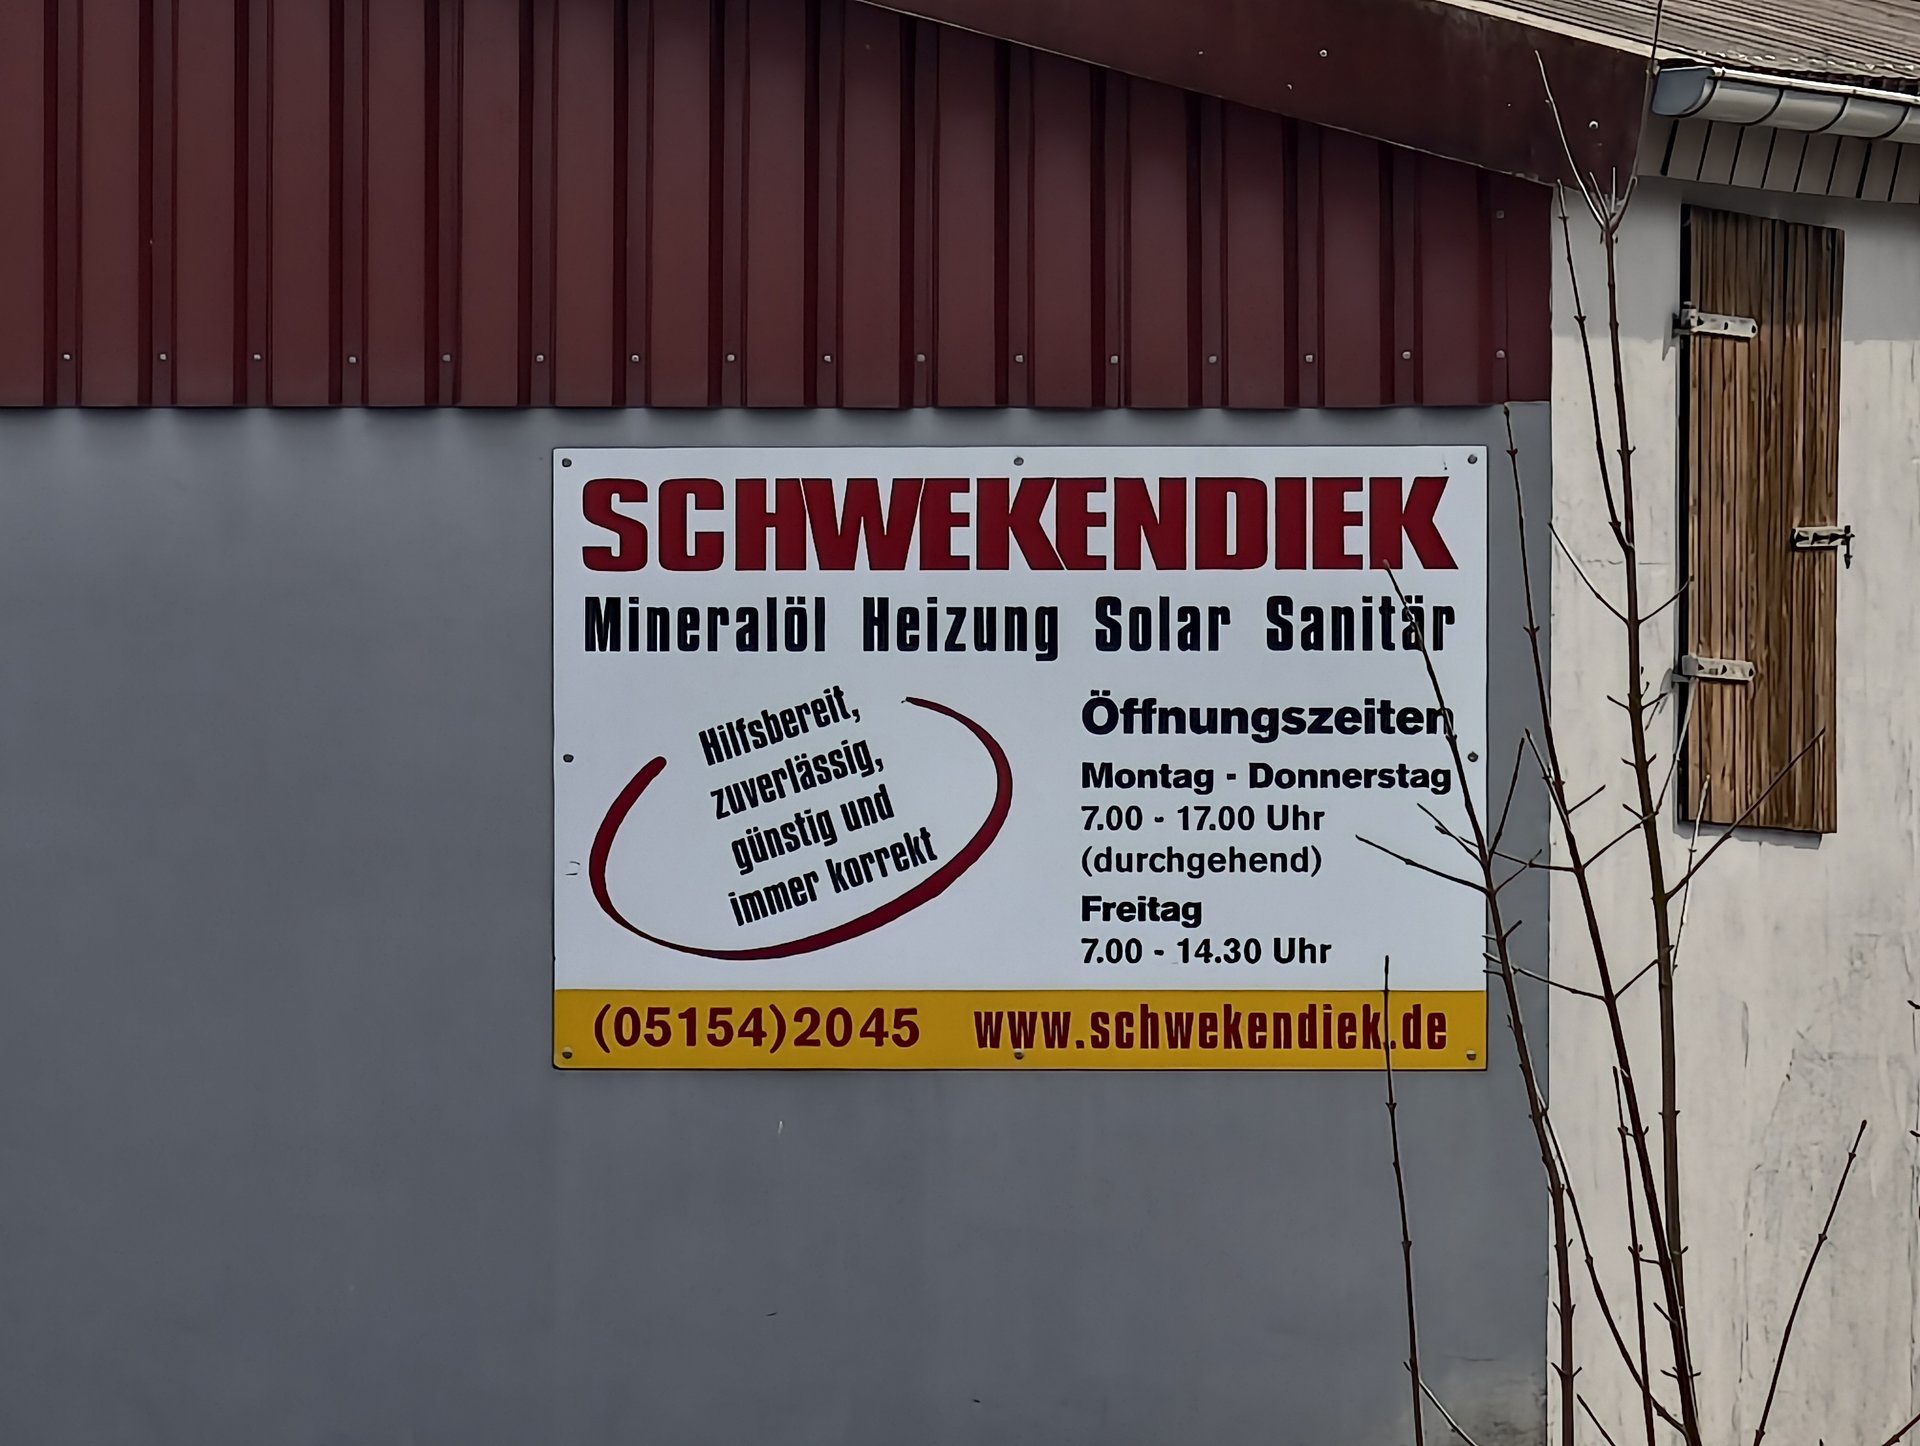 SCHWEKENDIEK
Mineralöl Heizung Solar Sanitär
Hilfsbereit,
zuverlässig,
günstig und
immer korrekt
Öffnungszeiten
Montag - Donnerstag
7.00 - 17.00 Uhr
(durchgehend)
Freitag
7.00 - 14.30 Uhr
(05154)2045 www.schwekendiek.de